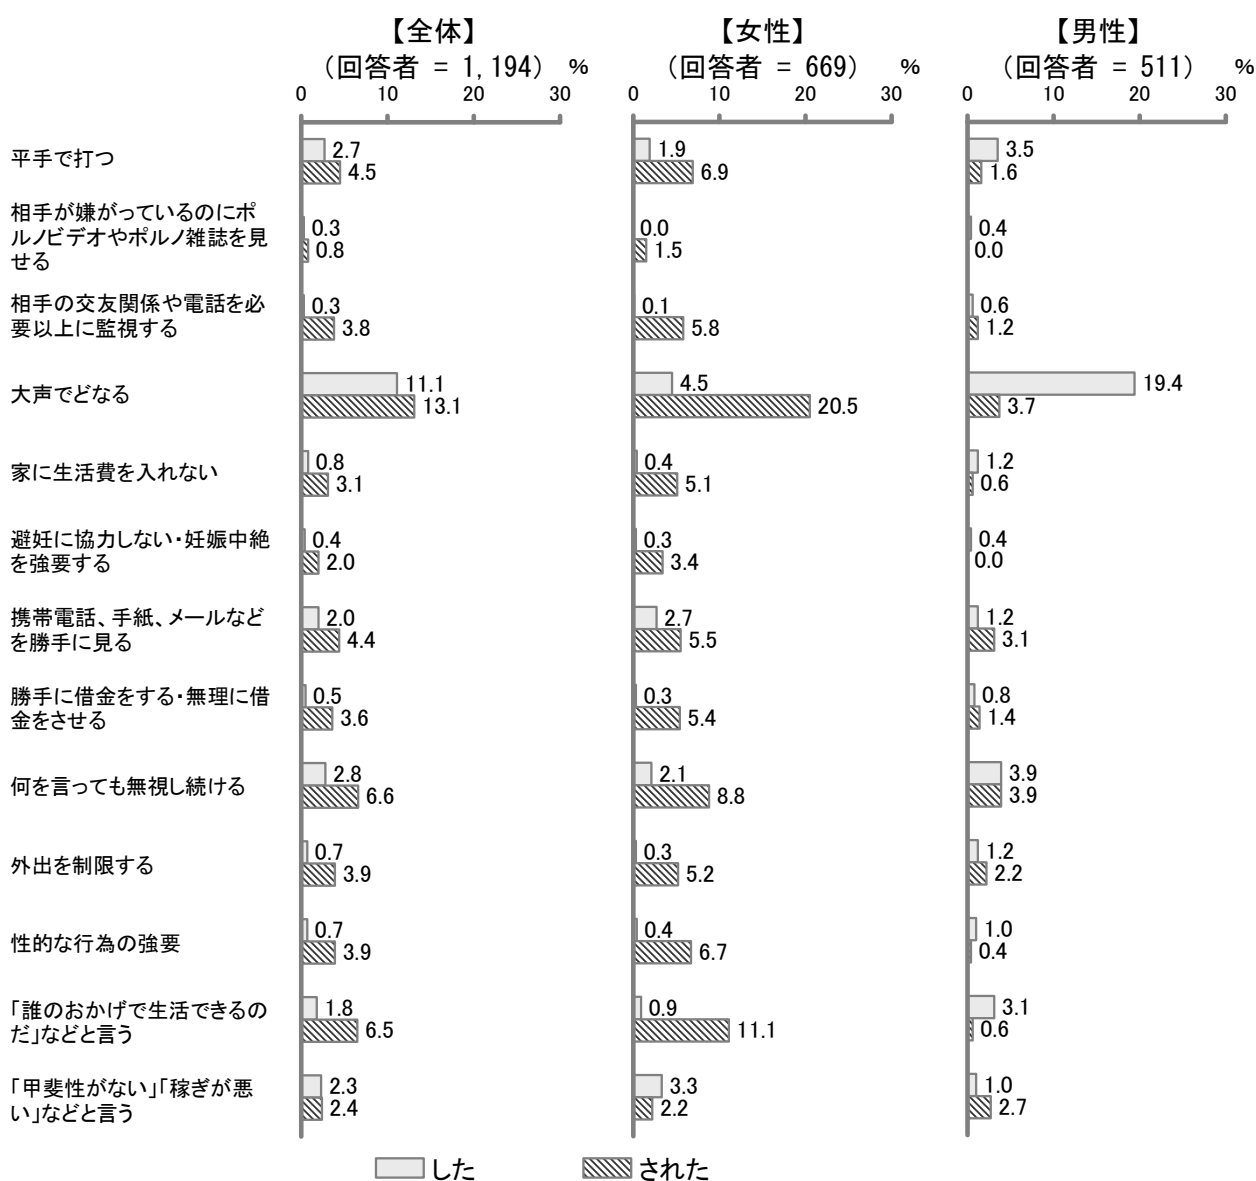 【全体】 【女性】 【男性】
（回答者 = 1,194） % （回答者 = 669） % （回答者 = 511） %
0 10 20 30 0 10 20 30 0 10 20 30
平手で打つ
2.7 1.9 3.5
4.5 6.9 1.6
相手が嫌がっているのにポ
ルノビデオやポルノ雑誌を見
せる
0.3 0.0 0.4
0.8 1.5 0.0
相手の交友関係や電話を必
要以上に監視する
0.3 0.1 0.6
3.8 5.8 1.2
大声でどなる
11.1 4.5 19.4
13.1 20.5 3.7
家に生活費を入れない
0.8 0.4 1.2
3.1 5.1 0.6
避妊に協力しない・妊娠中絶
を強要する
0.4 0.3 0.4
2.0 3.4 0.0
携帯電話、手紙、メールなど
を勝手に見る
2.0 2.7 1.2
4.4 5.5 3.1
勝手に借金をする・無理に借
金をさせる
0.5 0.3 0.8
3.6 5.4 1.4
何を言っても無視し続ける
2.8 2.1 3.9
6.6 8.8 3.9
外出を制限する
0.7 0.3 1.2
3.9 5.2 2.2
性的な行為の強要
0.7 0.4 1.0
3.9 6.7 0.4
「誰のおかげで生活できるの
だ」などと言う
1.8 0.9 3.1
6.5 11.1 0.6
「甲斐性がない」「稼ぎが悪
い」などと言う
2.3 3.3 1.0
2.4 2.2 2.7
した された